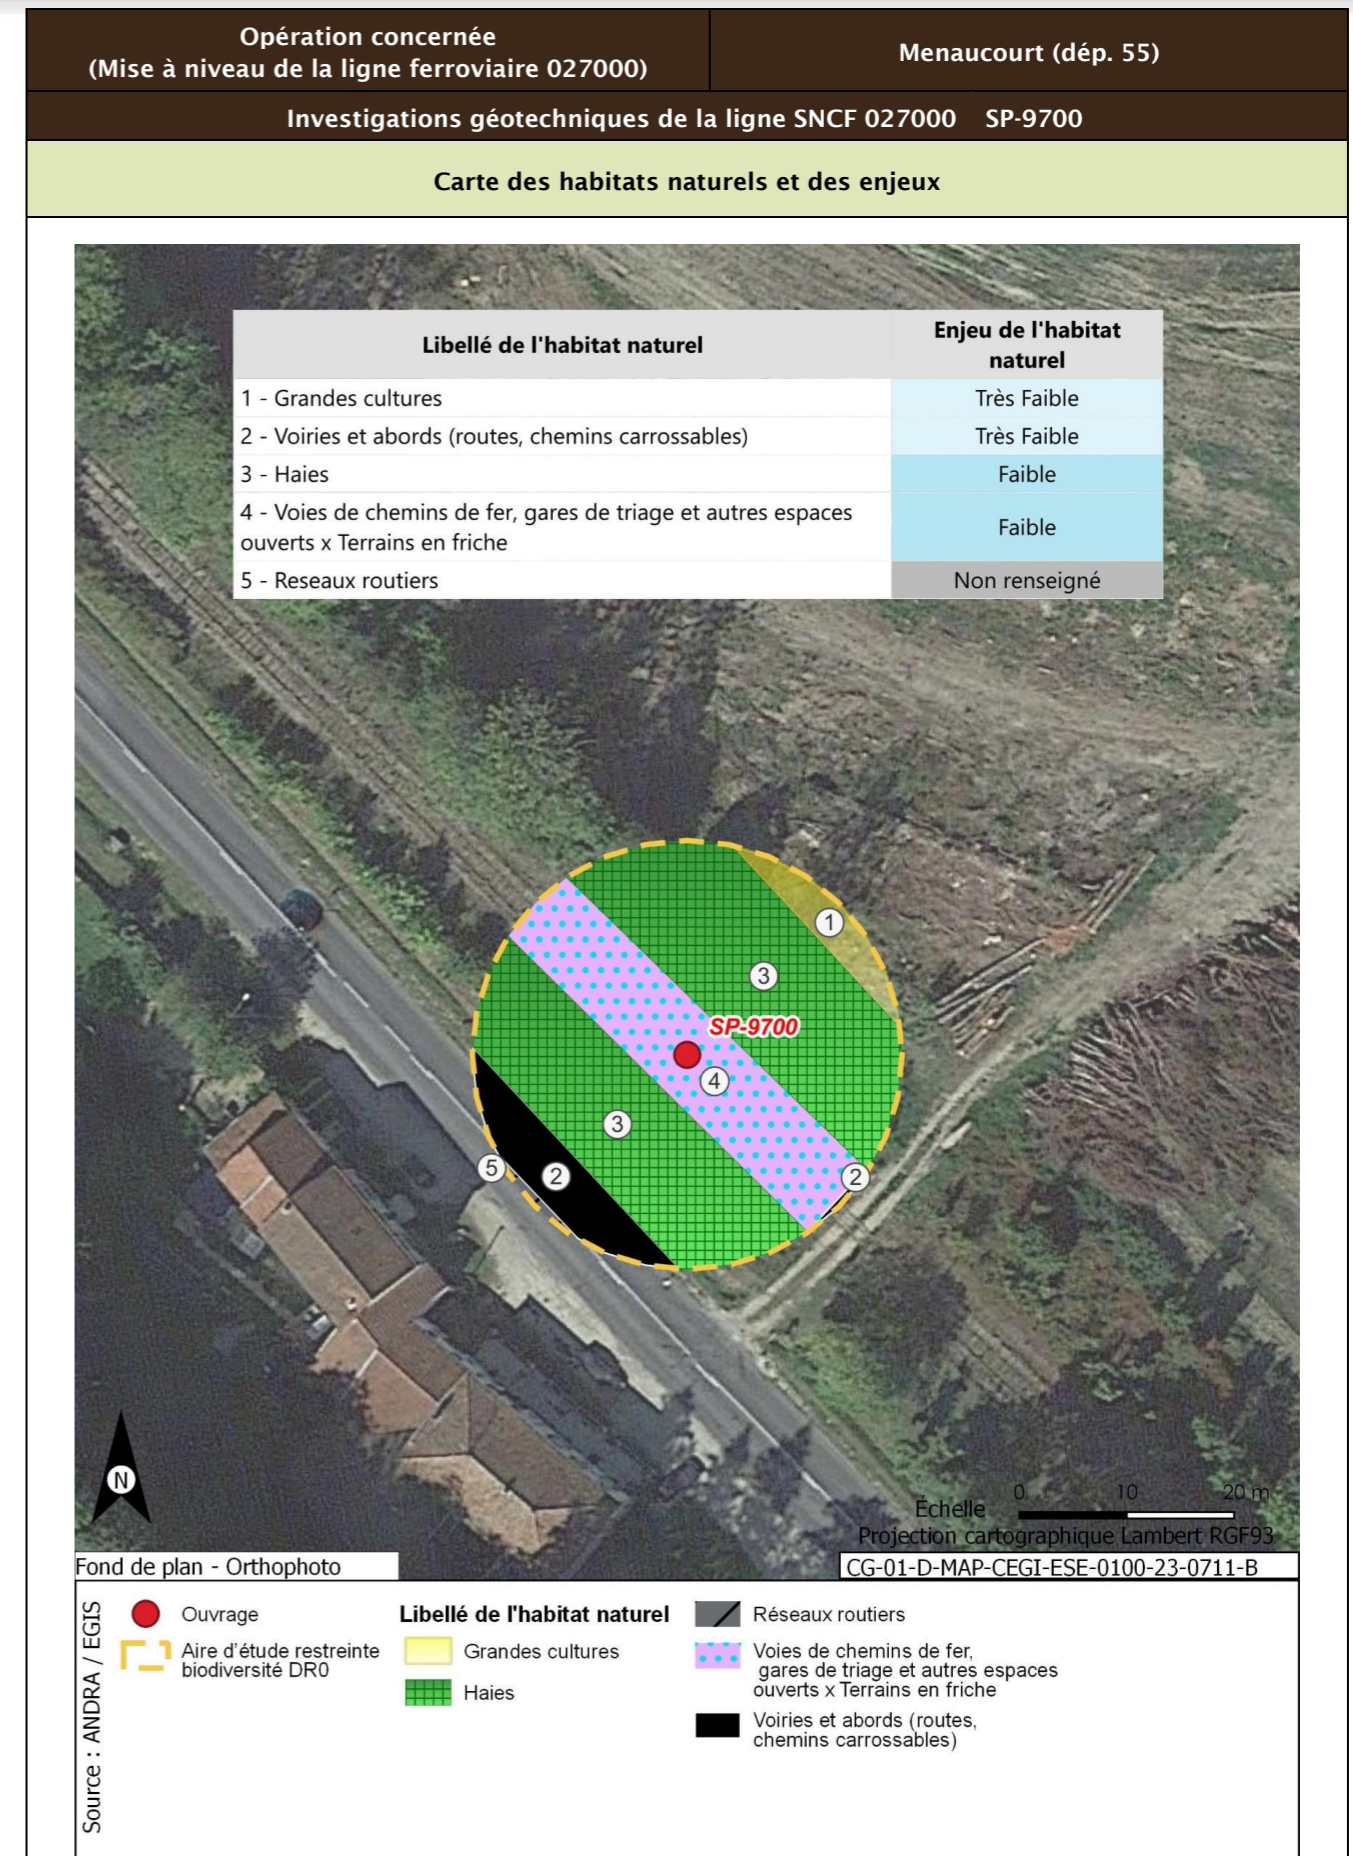 Opération concernée
(Mise à niveau de la ligne ferroviaire 027000)
Menaucourt (dép. 55)
Investigations géotechniques de la ligne SNCF 027000 SP-9700
Carte des habitats naturels et des enjeux
Libellé de l'habitat naturel
Enjeu de l'habitat
naturel
1 - Grandes cultures
Très Faible
2 - Voiries et abords (routes, chemins carrossables)
Très Faible
3 - Haies
Faible
4 - Voies de chemins de fer, gares de triage et autres espaces
ouverts x Terrains en friche
Faible
5 - Reseaux routiers
Non renseigné
1
3
SP-9700
4
3
5
2
2
N
Échelle
0 10 20 m
Projection cartographique Lambert RGF93
Fond de plan - Orthophoto
CG-01-D-MAP-CEGI-ESE-0100-23-0711-B
Source : ANDRA / EGIS
Ouvrage
Aire d'étude restreinte
biodiversité DR0
Libellé de l'habitat naturel
Grandes cultures
Haies
Réseaux routiers
Voies de chemins de fer,
gares de triage et autres espaces
ouverts x Terrains en friche
Voiries et abords (routes,
chemins carrossables)